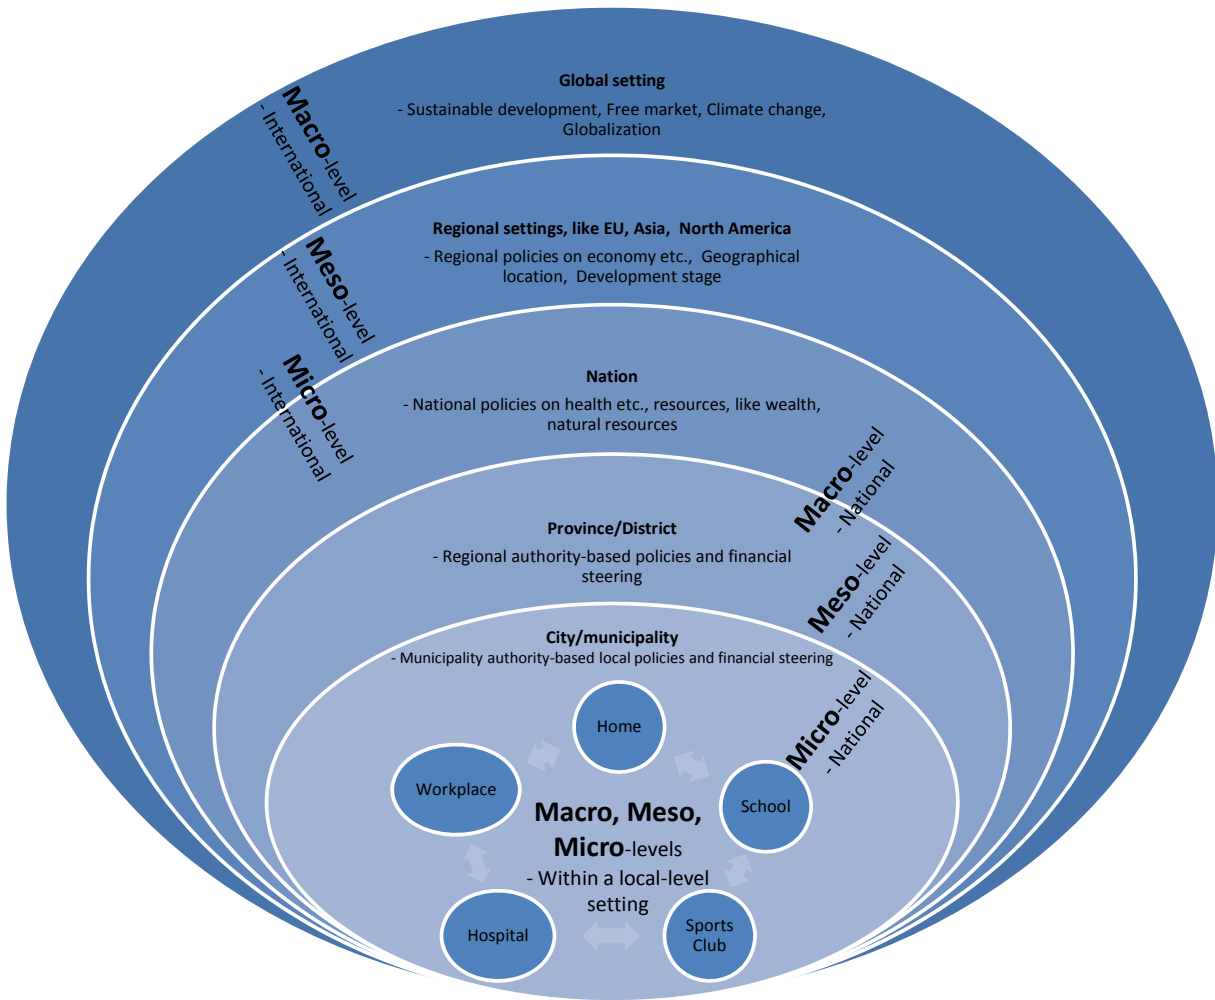 Global setting
- Sustainable development, Free market, Climate change,
Globalization
Macro-level
- International
Regional settings, like EU, Asia, North America
- Regional policies on economy etc., Geographical
location, Development stage
Meso-level
- International
Nation
- National policies on health etc., resources, like wealth,
natural resources
Micro-level
- International
Macro-level
- National
Province/District
- Regional authority-based policies and financial
steering
Meso-level
- National
City/municipality
- Municipality authority-based local policies and financial steering
Micro-level
- National
Home
Workplace
School
Macro, Meso,
Micro-levels
- Within a local-level
setting
Hospital
Sports
Club